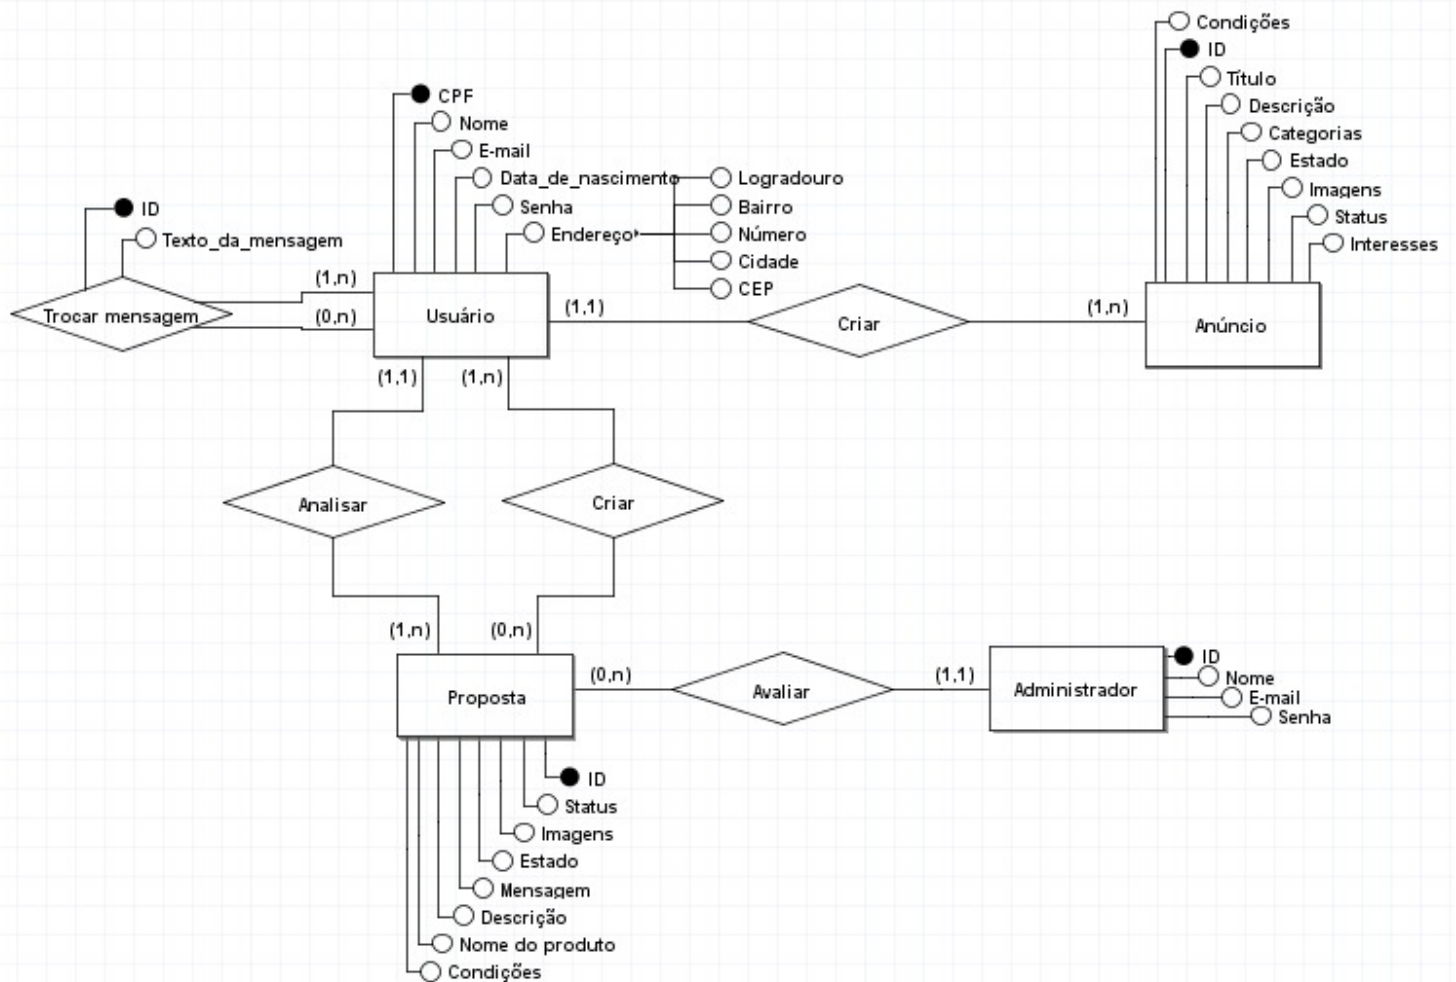 Condições
ID
Título
Descrição
Categorias
Estado
Imagens
Status
Interesses
CPF
Nome
E-mail
Data_de_nascimento
Senha
Endereço
Logradouro
Bairro
Número
Cidade
CEP
ID
Texto_da_mensagem
Trocar mensagem
(1,n)
(0,n)
Usuário
(1,1)
Criar
(1,n)
Anúncio
(1,1)
(1,n)
Analisar
Criar
(1,n)
(0,n)
Proposta
(0,n)
Avaliar
(1,1)
Administrador
ID
Nome
E-mail
Senha
ID
Status
Imagens
Estado
Mensagem
Descrição
Nome do produto
Condições